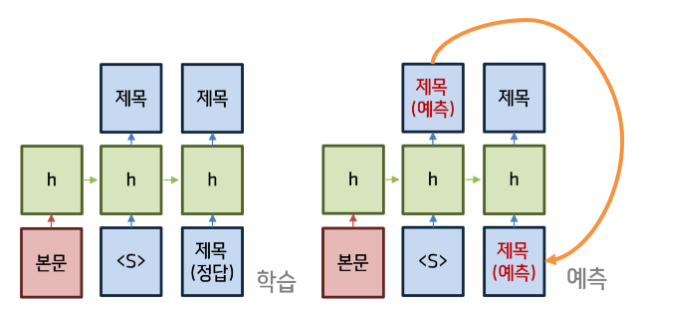 제목 제목
h h h
본문 <S> 제목
(정답)
학습
제목
(예측) 제목
h h h
본문 <S> 제목
(예측)
예측